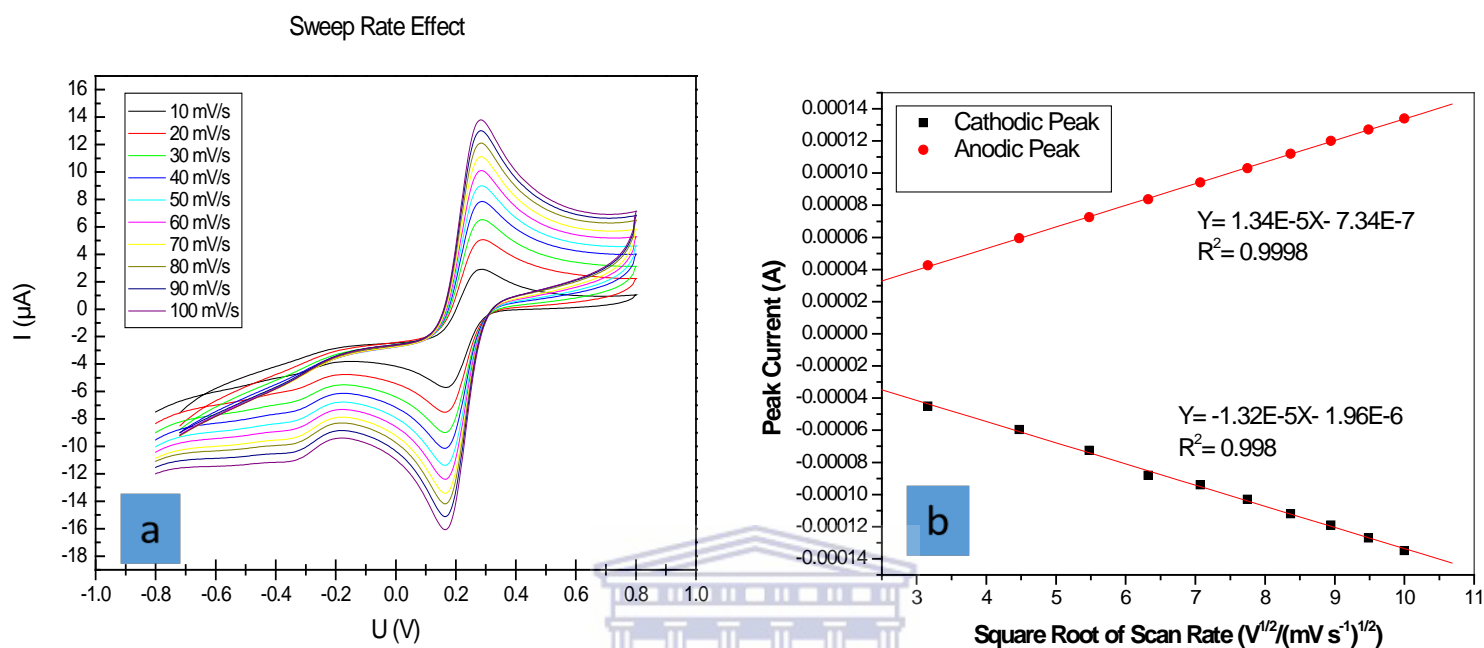 Sweep Rate Effect
16
14
12
10
8
6
4
2
0
-2
-4
-6
-8
-10
-12
-14
-16
-18
I (µA)
10 mV/s
20 mV/s
30 mV/s
40 mV/s
50 mV/s
60 mV/s
70 mV/s
80 mV/s
90 mV/s
100 mV/s
a
-1.0 -0.8 -0.6 -0.4 -0.2 0.0 0.2 0.4 0.6 0.8 1.0
U (V)
0.00014
0.00012
0.00010
0.00008
0.00006
0.00004
0.00002
0.00000
-0.00002
-0.00004
-0.00006
-0.00008
-0.00010
-0.00012
-0.00014
Peak Current (A)
Cathodic Peak
Anodic Peak
Y= 1.34E-5X- 7.34E-7
R²= 0.9998
Y= -1.32E-5X- 1.96E-6
R²= 0.998
b
3 4 5 6 7 8 9 10 11
Square Root of Scan Rate (V^1/2/(mV s^-1)^1/2)